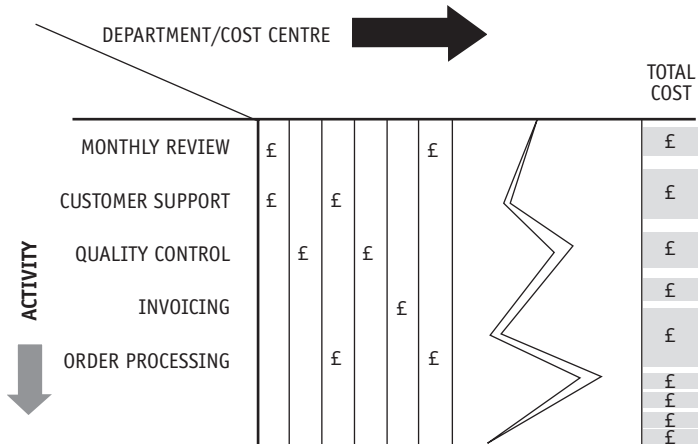 DEPARTMENT/COST CENTRE
TOTAL
COST
MONTHLY REVIEW £ £ £
CUSTOMER SUPPORT £ £ £
QUALITY CONTROL £ £ £
INVOICING £ £
ORDER PROCESSING £ £ £
£
£
£
£
ACTIVITY